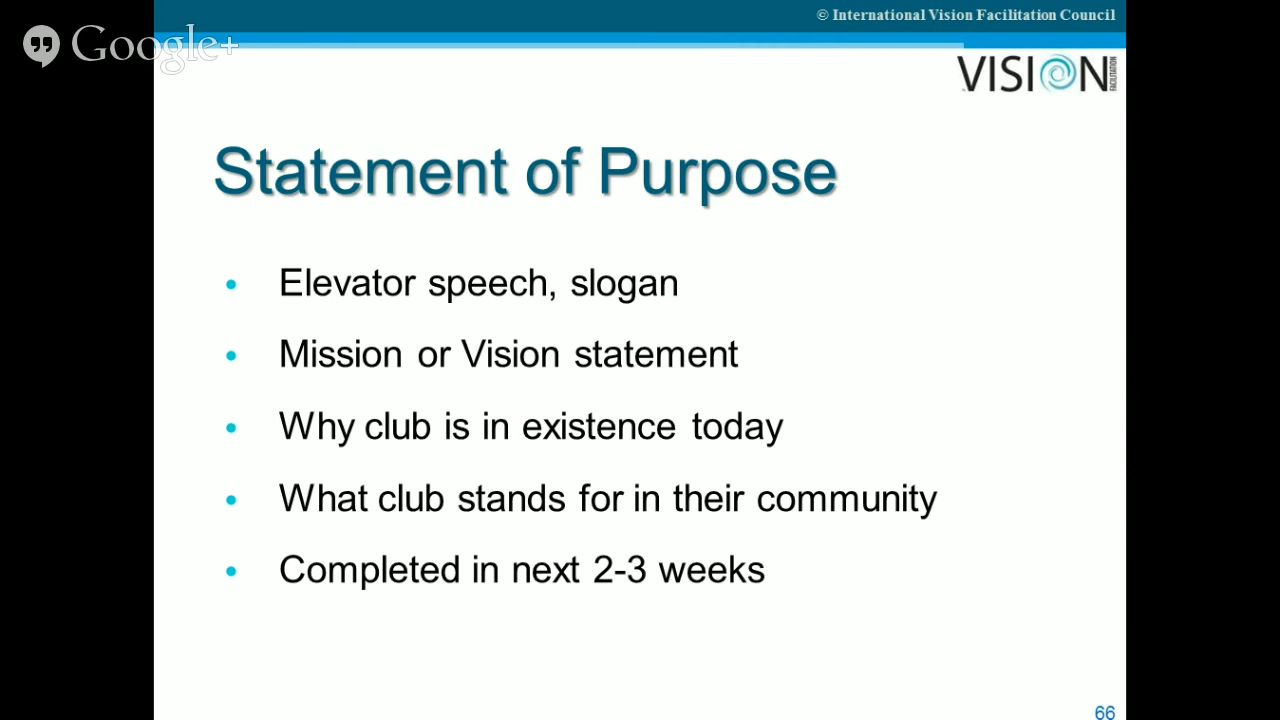 © International Vision Facilitation Council
Google+
VISION
FACILITATION
Statement of Purpose
• Elevator speech, slogan
• Mission or Vision statement
• Why club is in existence today
• What club stands for in their community
• Completed in next 2-3 weeks
66